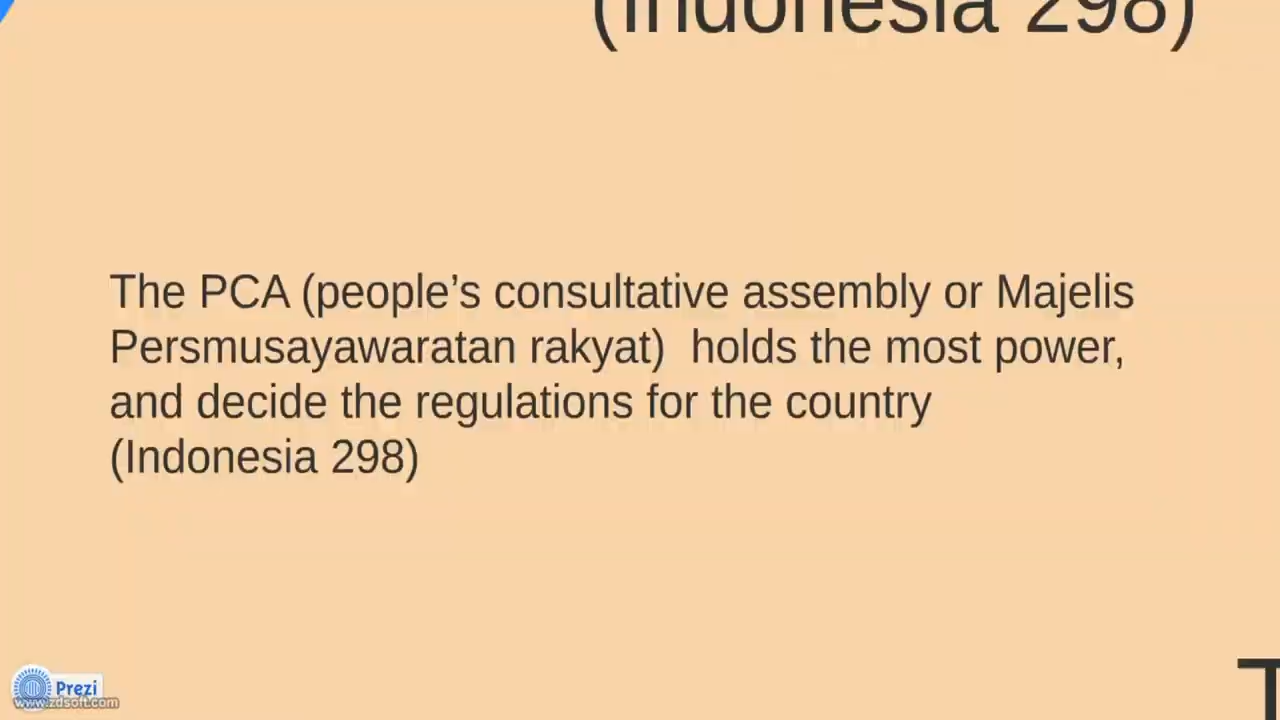 (Indonesia 298)
The PCA (people’s consultative assembly or Majelis
Persmusayawaratan rakyat)  holds the most power,
and decide the regulations for the country
(Indonesia 298)
T
Prezi
www.zdsoft.com